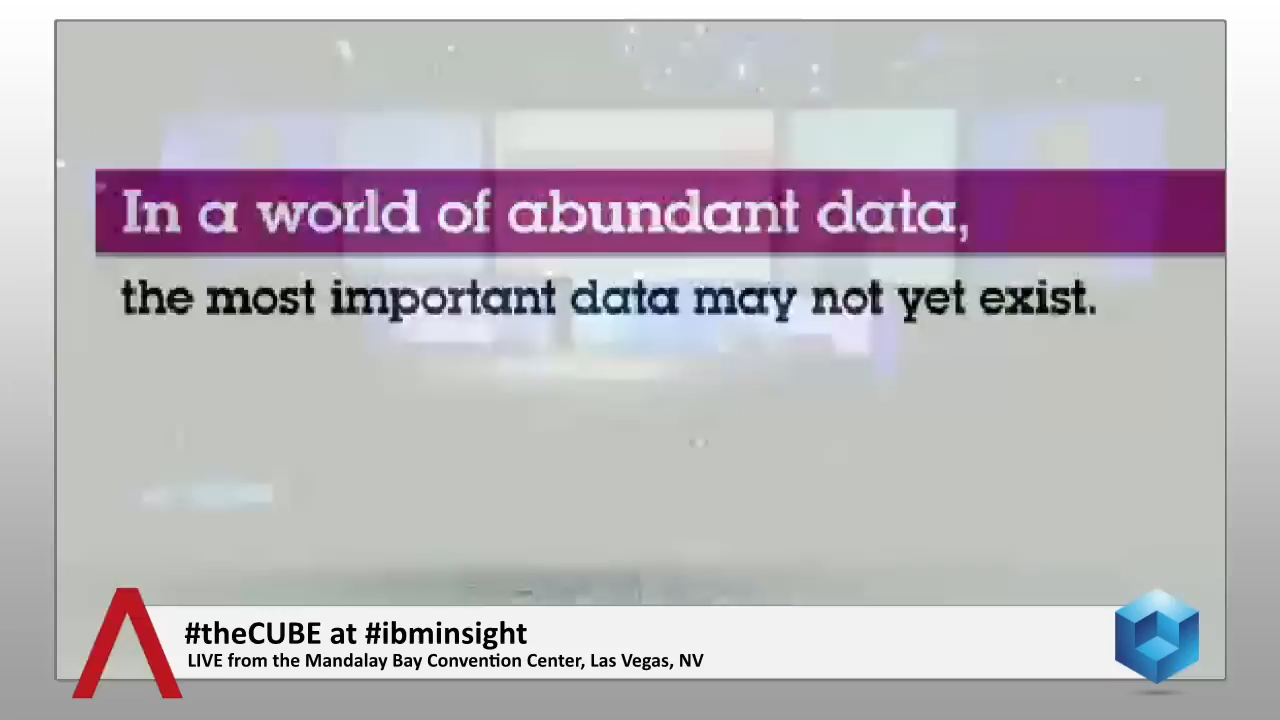 In a world of abundant data,
the most important data may not yet exist.
#theCUBE at #ibminsight
LIVE from the Mandalay Bay Convention Center, Las Vegas, NV